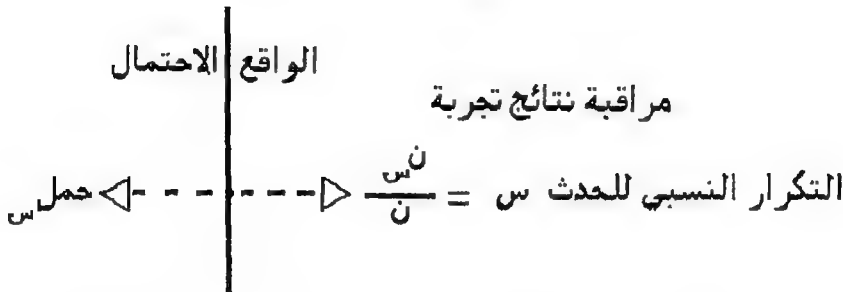 الواقع الاحتمال
مراقبة نتائج تجربة
التكرار النسبي للحدث س = نس / ن حملس